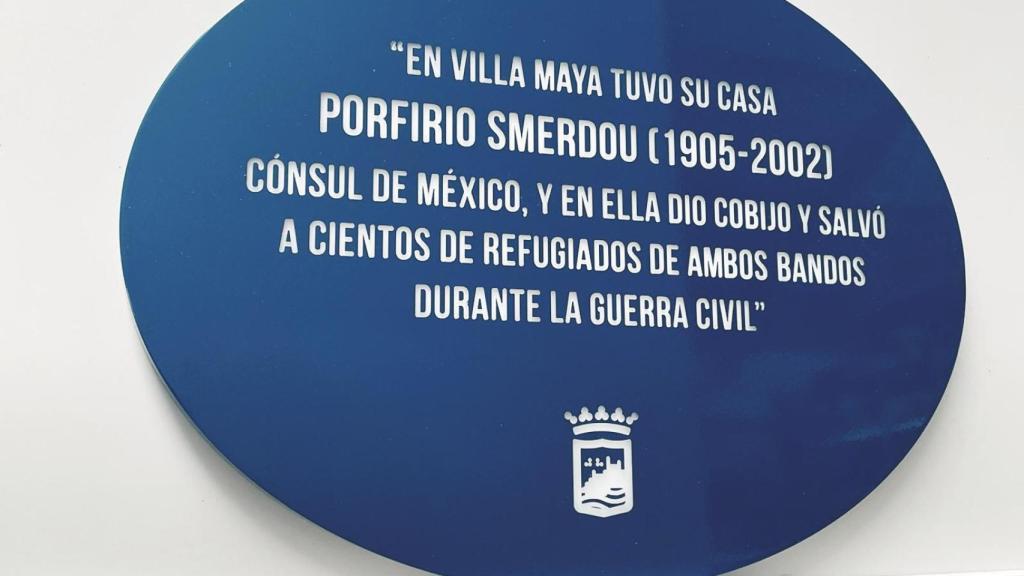 “EN VILLA MAYA TUVO SU CASA
PORFIRIO SMERDOU (1905-2002)
CÓNSUL DE MÉXICO, Y EN ELLA DIO COBIJO Y SALVÓ
A CIENTOS DE REFUGIADOS DE AMBOS BANDOS
DURANTE LA GUERRA CIVIL”